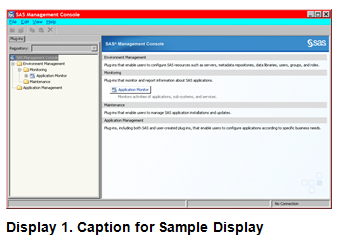 SAS Management Console
File Edit View Help
Plug-ins
Repository:
SAS Management Console
Environment Management
Monitoring
Application Monitor
Maintenance
Application Management
SAS® Management Console
sas
Environment Management
Plug-ins that enable users to configure SAS resources such as servers, metadata repositories, data libraries, users, groups, and roles.
Monitoring
Plug-ins that monitor and report information about SAS applications.
Application Monitor
Monitors activities of applications, sub-systems, and services.
Maintenance
Plug-ins that enable users to manage SAS application installations and updates.
Application Management
Plug-ins, including both SAS and user-created plug-ins, that enable users to configure applications according to specific business needs.
No Connection
Display 1. Caption for Sample Display